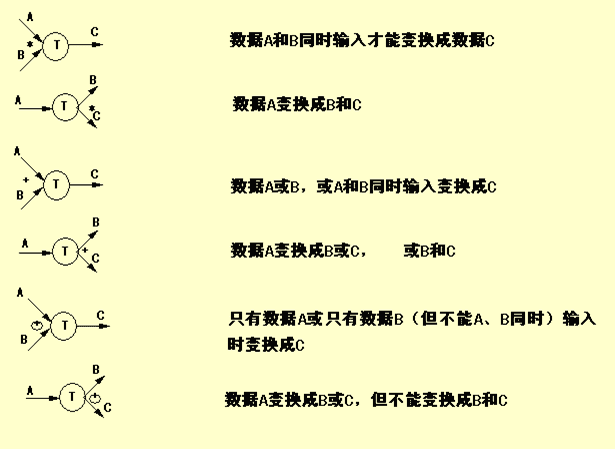 A
B
*
T
C
数据A和B同时输入才能变换成数据C
A
T
B
*
C
数据A变换成B和C
A
B
+
T
C
数据A或B，或A和B同时输入变换成C
A
T
B
+
C
数据A变换成B或C， 或B和C
A
B
+
T
C
只有数据A或只有数据B（但不能A、B同时）输入
时变换成C
A
T
B
+
C
数据A变换成B或C，但不能变换成B和C